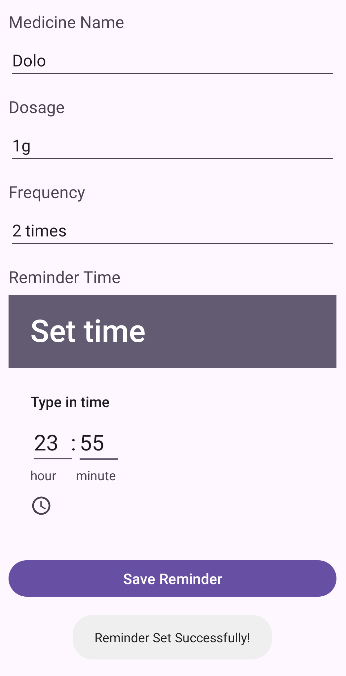 Medicine Name
Dolo
Dosage
1g
Frequency
2 times
Reminder Time
Set time
Type in time
23 : 55
hour minute
Save Reminder
Reminder Set Successfully!